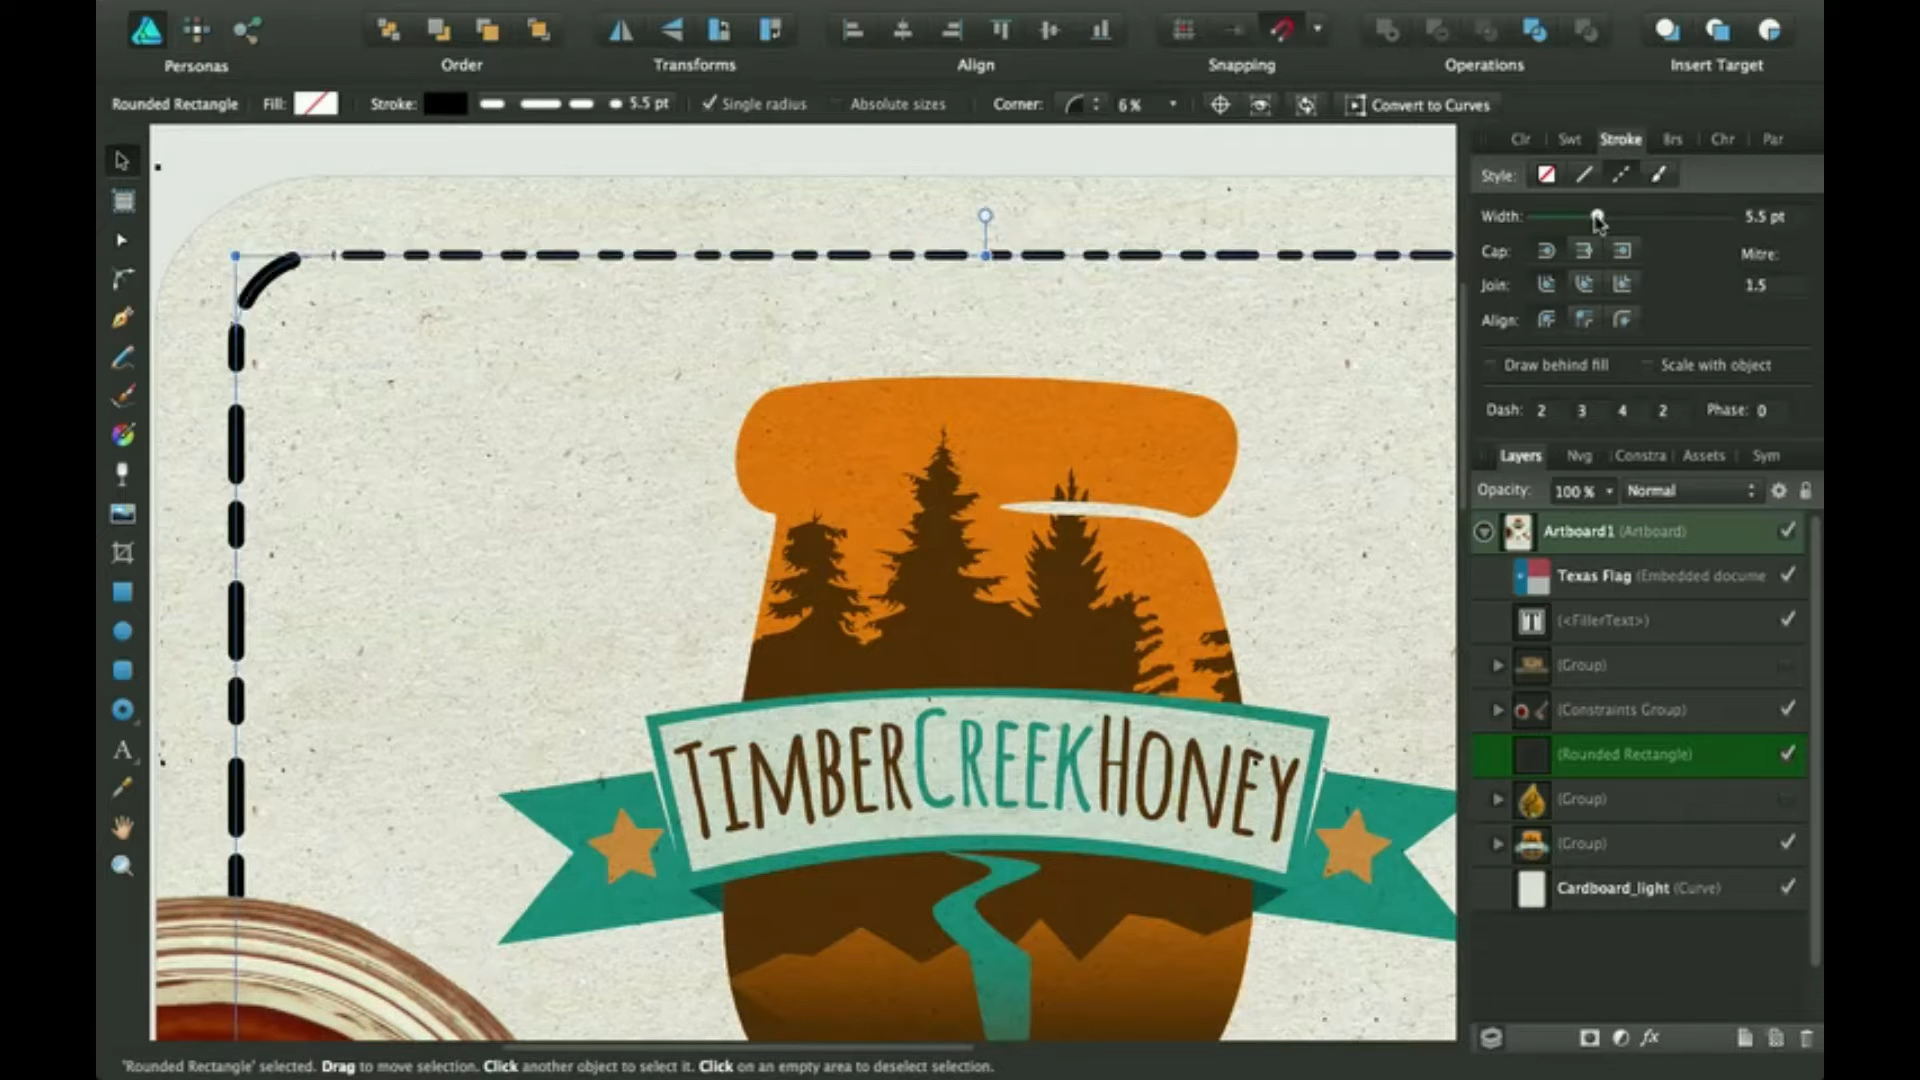 Personas Order Transforms Align Snapping Operations Insert Target
Rounded Rectangle Fill: Stroke: 5.5 pt Single radius Absolute sizes Corner: 6 % Convert to Curves
Clr Swt Stroke Brs Chr Par
Style:
Width: 5.5 pt
Cap: Mitre:
Join: 1.5
Align:
Draw behind fill Scale with object
Dash: 2 3 4 2 Phase: 0
Layers Nvg Constra Assets Sym
Opacity: 100 % Normal
Artboard1 (Artboard)
Texas Flag (Embedded docume
(<FillerText>)
(Group)
(Constraints Group)
(Rounded Rectangle)
(Group)
(Group)
Cardboard_light (Curve)
TIMBERCREEKHONEY
'Rounded Rectangle' selected. Drag to move selection. Click another object to select it. Click on an empty area to deselect selection.